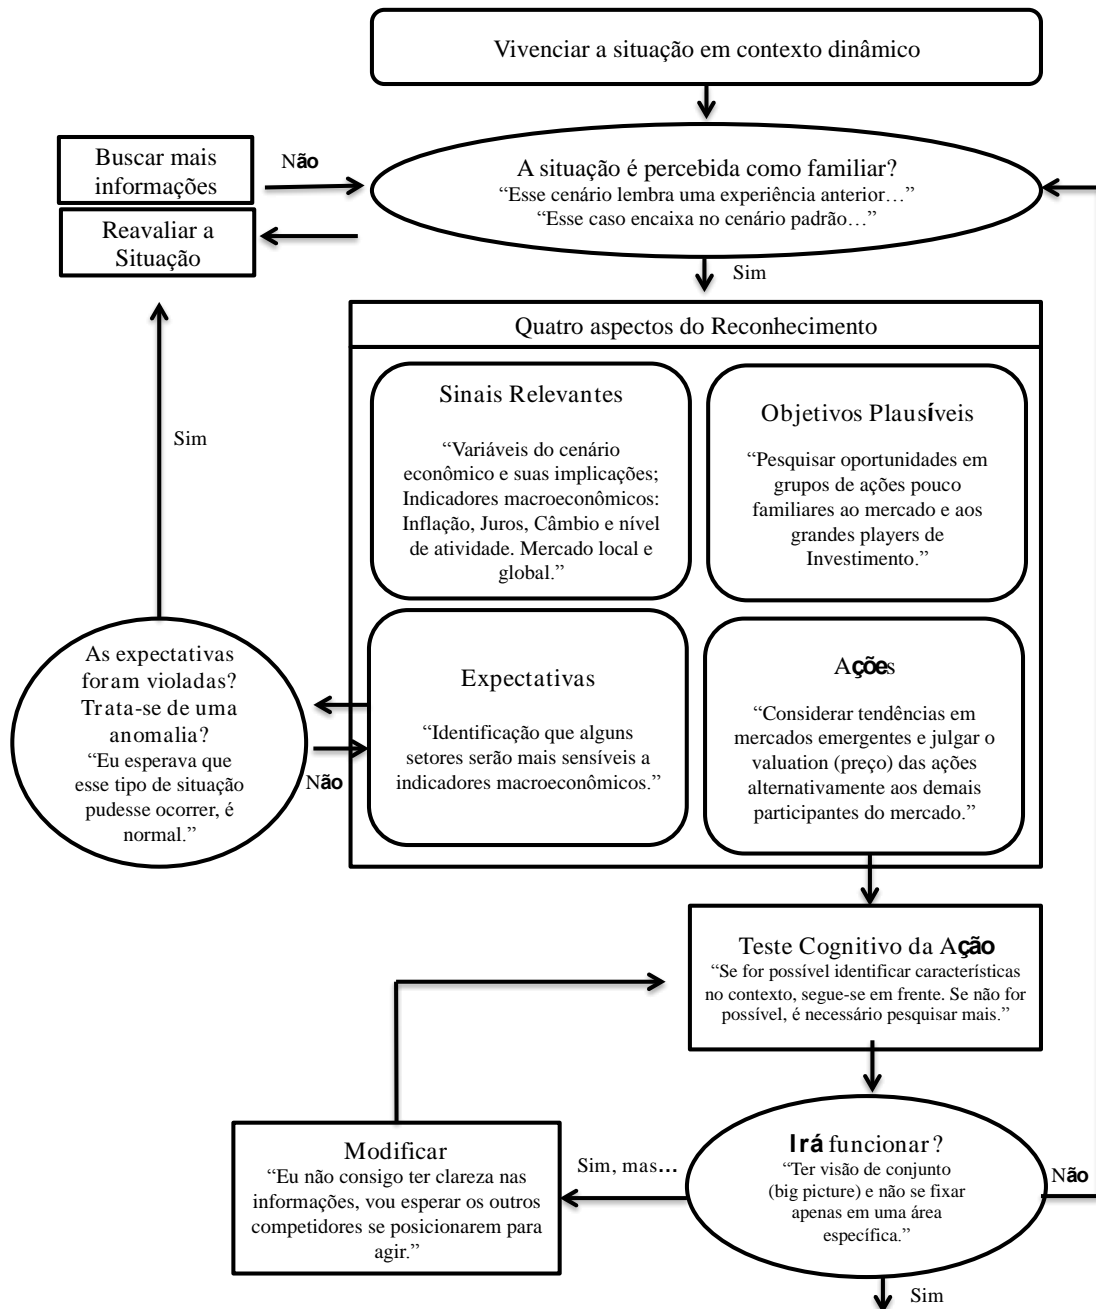 Vivenciar a situação em contexto dinâmico
Buscar mais
informações
Não
A situação é percebida como familiar?
“Esse cenário lembra uma experiência anterior…”
“Esse caso encaixa no cenário padrão…”
Reavaliar a
Situação
Sim
Quatro aspectos do Reconhecimento
Sinais Relevantes
“Variáveis do cenário
econômico e suas implicações;
Indicadores macroeconômicos:
Inflação, Juros, Câmbio e nível
de atividade. Mercado local e
global.”
Objetivos Plausíveis
“Pesquisar oportunidades em
grupos de ações pouco
familiares ao mercado e aos
grandes players de
Investimento.”
Sim
As expectativas
foram violadas?
Trata-se de uma
anomalia?
“Eu esperava que
esse tipo de situação
pudesse ocorrer, é
normal.”
Não
Expectativas
“Identificação que alguns
setores serão mais sensíveis a
indicadores macroeconômicos.”
Ações
“Considerar tendências em
mercados emergentes e julgar o
valuation (preço) das ações
alternativamente aos demais
participantes do mercado.”
Teste Cognitivo da Ação
“Se for possível identificar características
no contexto, segue-se em frente. Se não for
possível, é necessário pesquisar mais.”
Modificar
“Eu não consigo ter clareza nas
informações, vou esperar os outros
competidores se posicionarem para
agir.”
Sim, mas…
Irá funcionar?
“Ter visão de conjunto
(big picture) e não se fixar
apenas em uma área
específica.”
Não
Sim